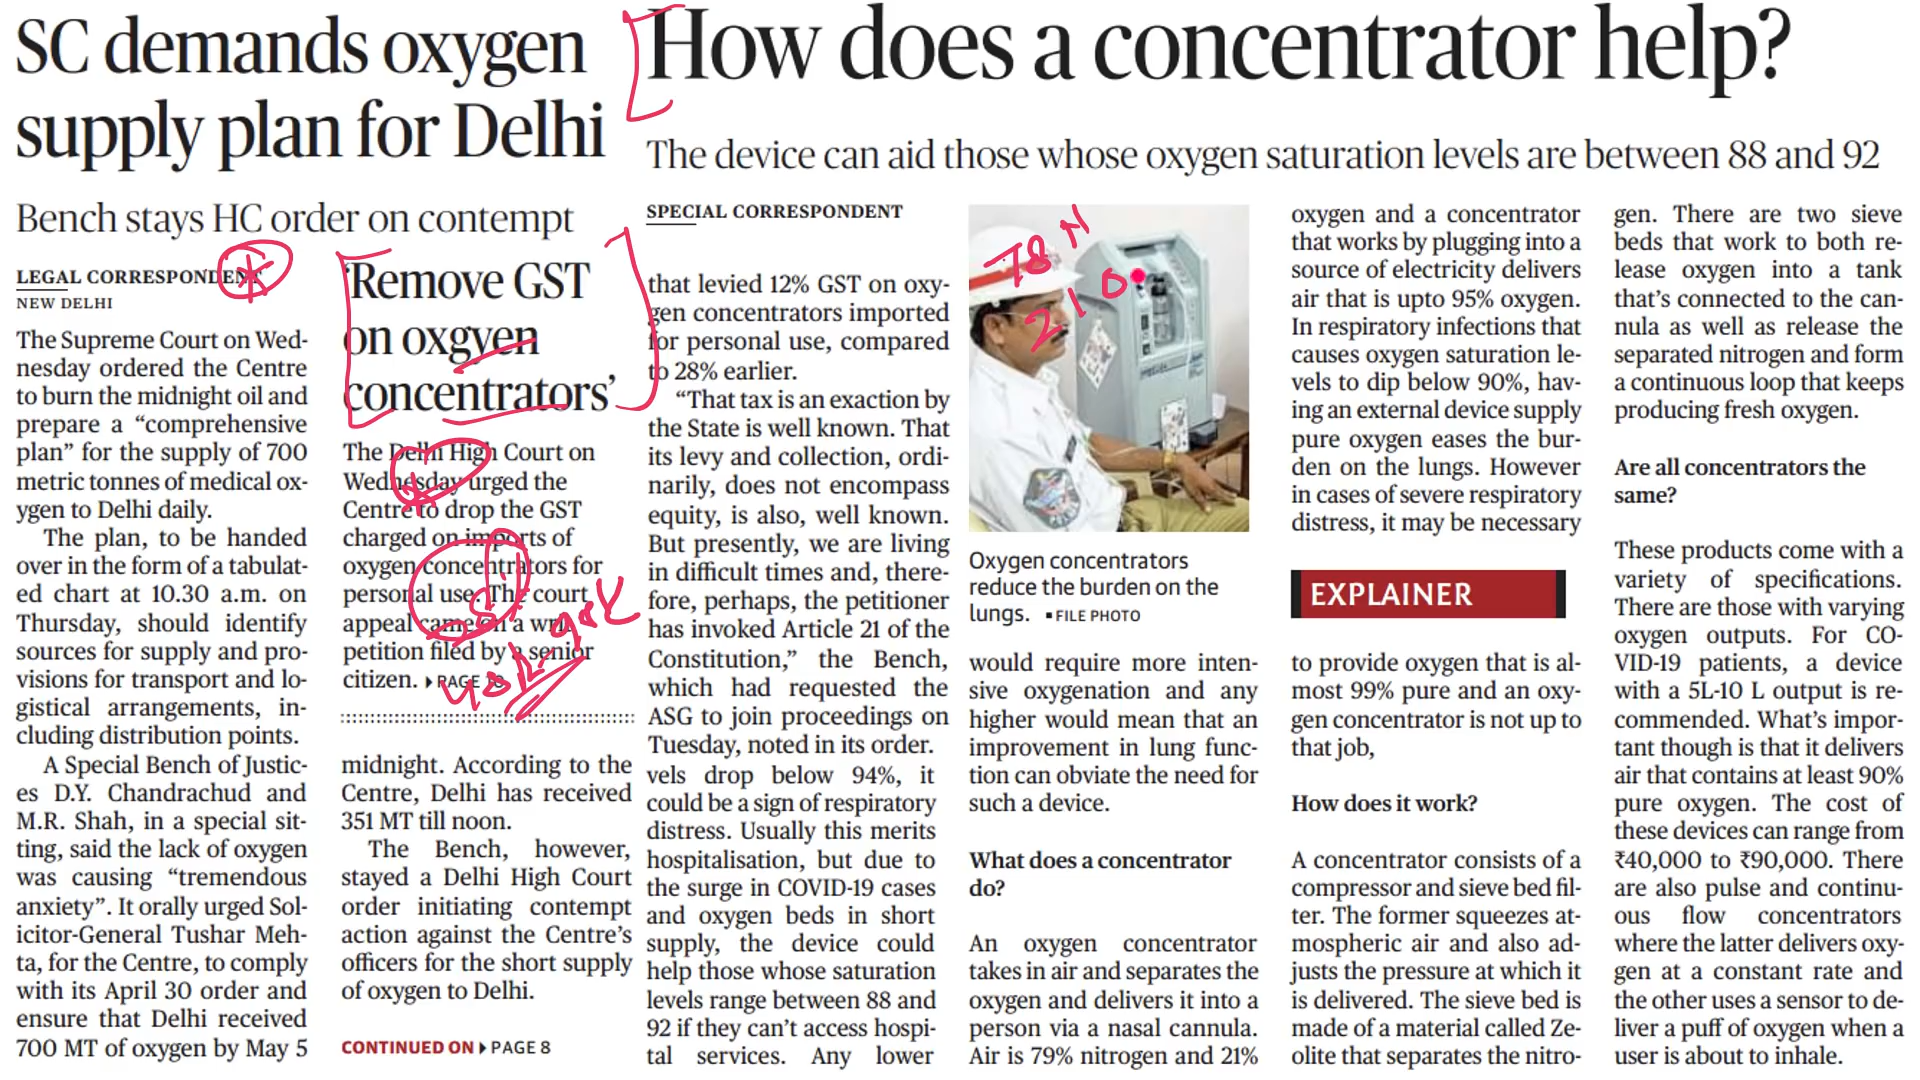 SC demands oxygen
supply plan for Delhi
Bench stays HC order on contempt
LEGAL CORRESPONDENT
NEW DELHI
The Supreme Court on Wed-
nesday ordered the Centre
to burn the midnight oil and
prepare a “comprehensive
plan” for the supply of 700
metric tonnes of medical ox-
ygen to Delhi daily.
The plan, to be handed
over in the form of a tabulat-
ed chart at 10.30 a.m. on
Thursday, should identify
sources for supply and pro-
visions for transport and lo-
gistical arrangements, in-
cluding distribution points.
A Special Bench of Justic-
es D.Y. Chandrachud and
M.R. Shah, in a special sit-
ting, said the lack of oxygen
was causing “tremendous
anxiety”. It orally urged Sol-
icitor-General Tushar Meh-
ta, for the Centre, to comply
with its April 30 order and
ensure that Delhi received
700 MT of oxygen by May 5
‘Remove GST
on oxgyen
concentrators’
The Delhi High Court on
Wednesday urged the
Centre to drop the GST
charged on imports of
oxygen concentrators for
personal use. The court
appeal came on a writ
petition filed by a senior
citizen. PAGE 10
midnight. According to the
Centre, Delhi has received
351 MT till noon.
The Bench, however,
stayed a Delhi High Court
order initiating contempt
action against the Centre’s
officers for the short supply
of oxygen to Delhi.
CONTINUED ON PAGE 8
How does a concentrator help?
The device can aid those whose oxygen saturation levels are between 88 and 92
SPECIAL CORRESPONDENT
that levied 12% GST on oxy-
gen concentrators imported
for personal use, compared
to 28% earlier.
“That tax is an exaction by
the State is well known. That
its levy and collection, ordi-
narily, does not encompass
equity, is also, well known.
But presently, we are living
in difficult times and, there-
fore, perhaps, the petitioner
has invoked Article 21 of the
Constitution,” the Bench,
which had requested the
ASG to join proceedings on
Tuesday, noted in its order.
vels drop below 94%, it
could be a sign of respiratory
distress. Usually this merits
hospitalisation, but due to
the surge in COVID-19 cases
and oxygen beds in short
supply, the device could
help those whose saturation
levels range between 88 and
92 if they can’t access hospi-
tal services. Any lower
78 N
21 O
Oxygen concentrators
reduce the burden on the
lungs. ▪ FILE PHOTO
would require more inten-
sive oxygenation and any
higher would mean that an
improvement in lung func-
tion can obviate the need for
such a device.
What does a concentrator
do?
An oxygen concentrator
takes in air and separates the
oxygen and delivers it into a
person via a nasal cannula.
Air is 79% nitrogen and 21%
oxygen and a concentrator
that works by plugging into a
source of electricity delivers
air that is upto 95% oxygen.
In respiratory infections that
causes oxygen saturation le-
vels to dip below 90%, hav-
ing an external device supply
pure oxygen eases the bur-
den on the lungs. However
in cases of severe respiratory
distress, it may be necessary
EXPLAINER
to provide oxygen that is al-
most 99% pure and an oxy-
gen concentrator is not up to
that job,
How does it work?
A concentrator consists of a
compressor and sieve bed fil-
ter. The former squeezes at-
mospheric air and also ad-
justs the pressure at which it
is delivered. The sieve bed is
made of a material called Ze-
olite that separates the nitro-
gen. There are two sieve
beds that work to both re-
lease oxygen into a tank
that’s connected to the can-
nula as well as release the
separated nitrogen and form
a continuous loop that keeps
producing fresh oxygen.
Are all concentrators the
same?
These products come with a
variety of specifications.
There are those with varying
oxygen outputs. For CO-
VID-19 patients, a device
with a 5L-10 L output is re-
commended. What’s impor-
tant though is that it delivers
air that contains at least 90%
pure oxygen. The cost of
these devices can range from
₹40,000 to ₹90,000. There
are also pulse and continu-
ous flow concentrators
where the latter delivers oxy-
gen at a constant rate and
the other uses a sensor to de-
liver a puff of oxygen when a
user is about to inhale.